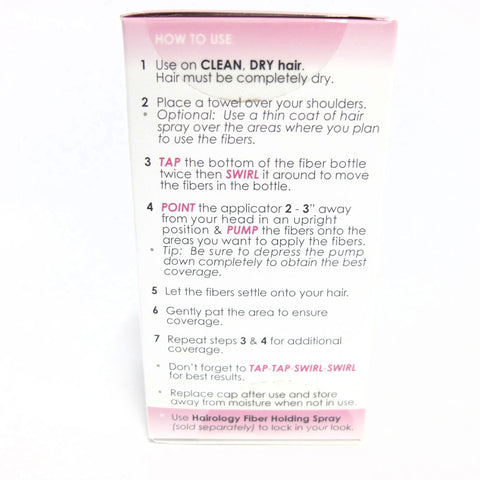 HOW TO USE
1 Use on CLEAN, DRY hair.
Hair must be completely dry.
2 Place a towel over your shoulders.
* Optional: Use a thin coat of hair
spray over the areas where you plan
to use the fibers.
3 TAP the bottom of the fiber bottle
twice then SWIRL it around to move
the fibers in the bottle.
4 POINT the applicator 2 - 3" away
from your head in an upright
position & PUMP the fibers onto the
areas you want to apply the fibers.
* Tip: Be sure to depress the pump
down completely to obtain the best
coverage.
5 Let the fibers settle onto your hair.
6 Gently pat the area to ensure
coverage.
7 Repeat steps 3 & 4 for additional
coverage.
* Don't forget to TAP-TAP-SWIRL-SWIRL
for best results.
* Replace cap after use and store
away from moisture when not in use.
* Use Hairology Fiber Holding Spray
(sold separately) to lock in your look.